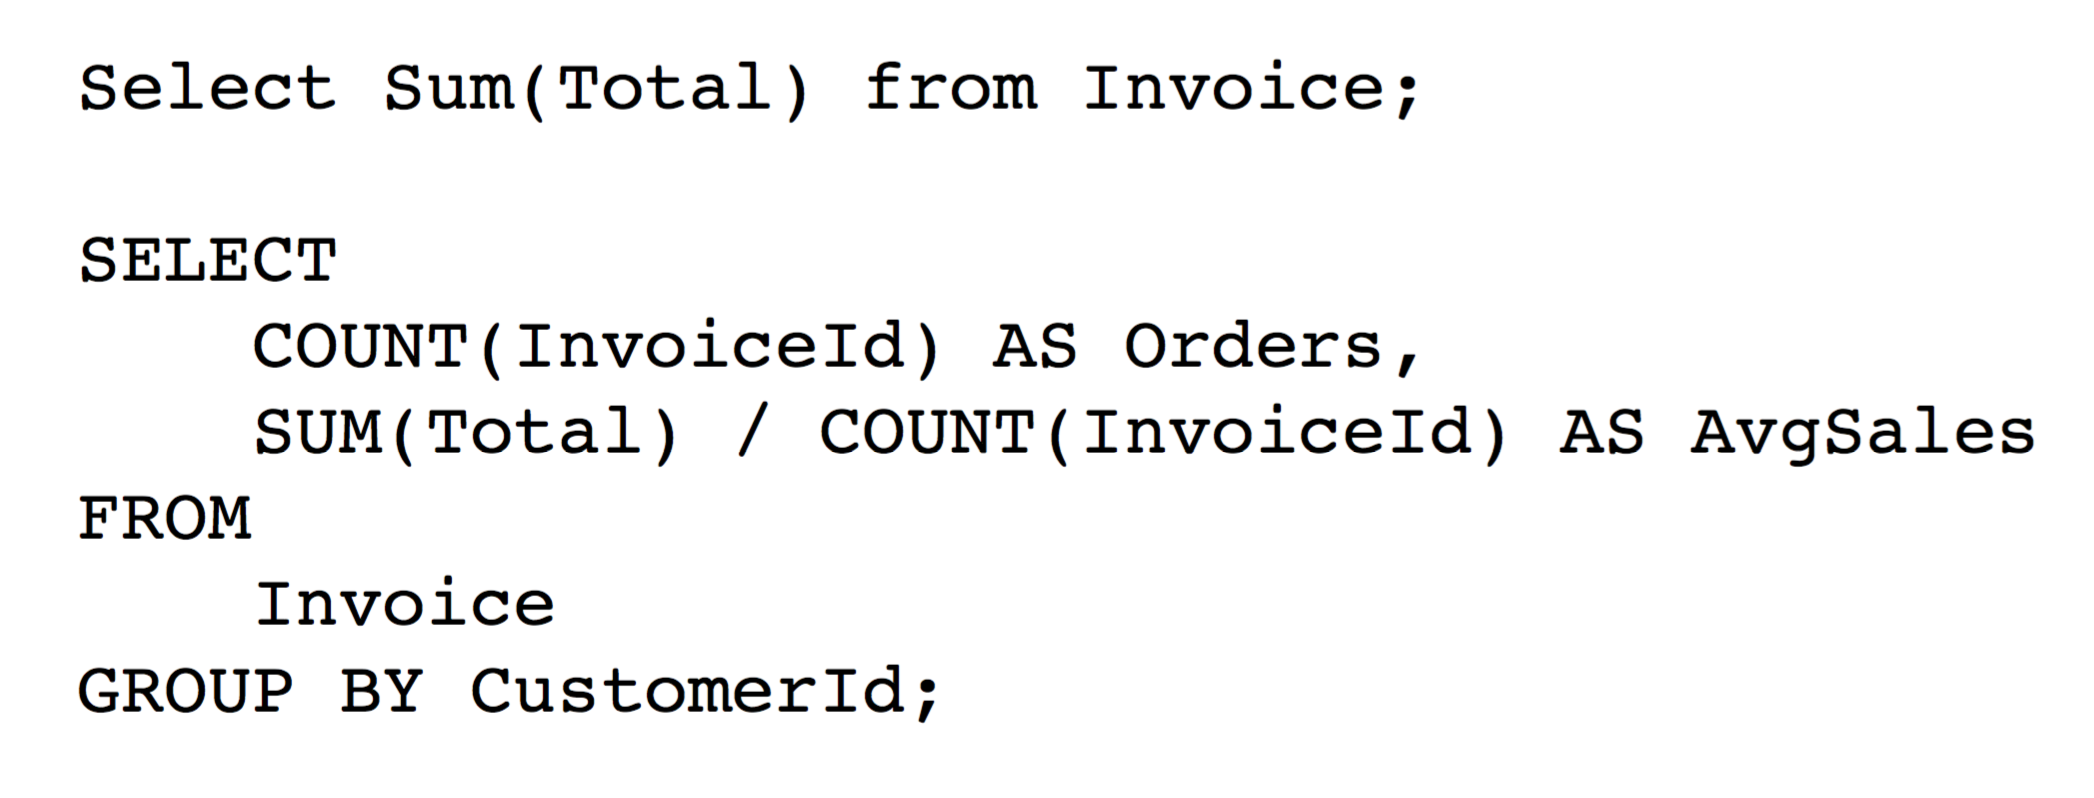 Select Sum(Total) from Invoice;
SELECT
COUNT(InvoiceId) AS Orders,
SUM(Total) / COUNT(InvoiceId) AS AvgSales
FROM
Invoice
GROUP BY CustomerId;